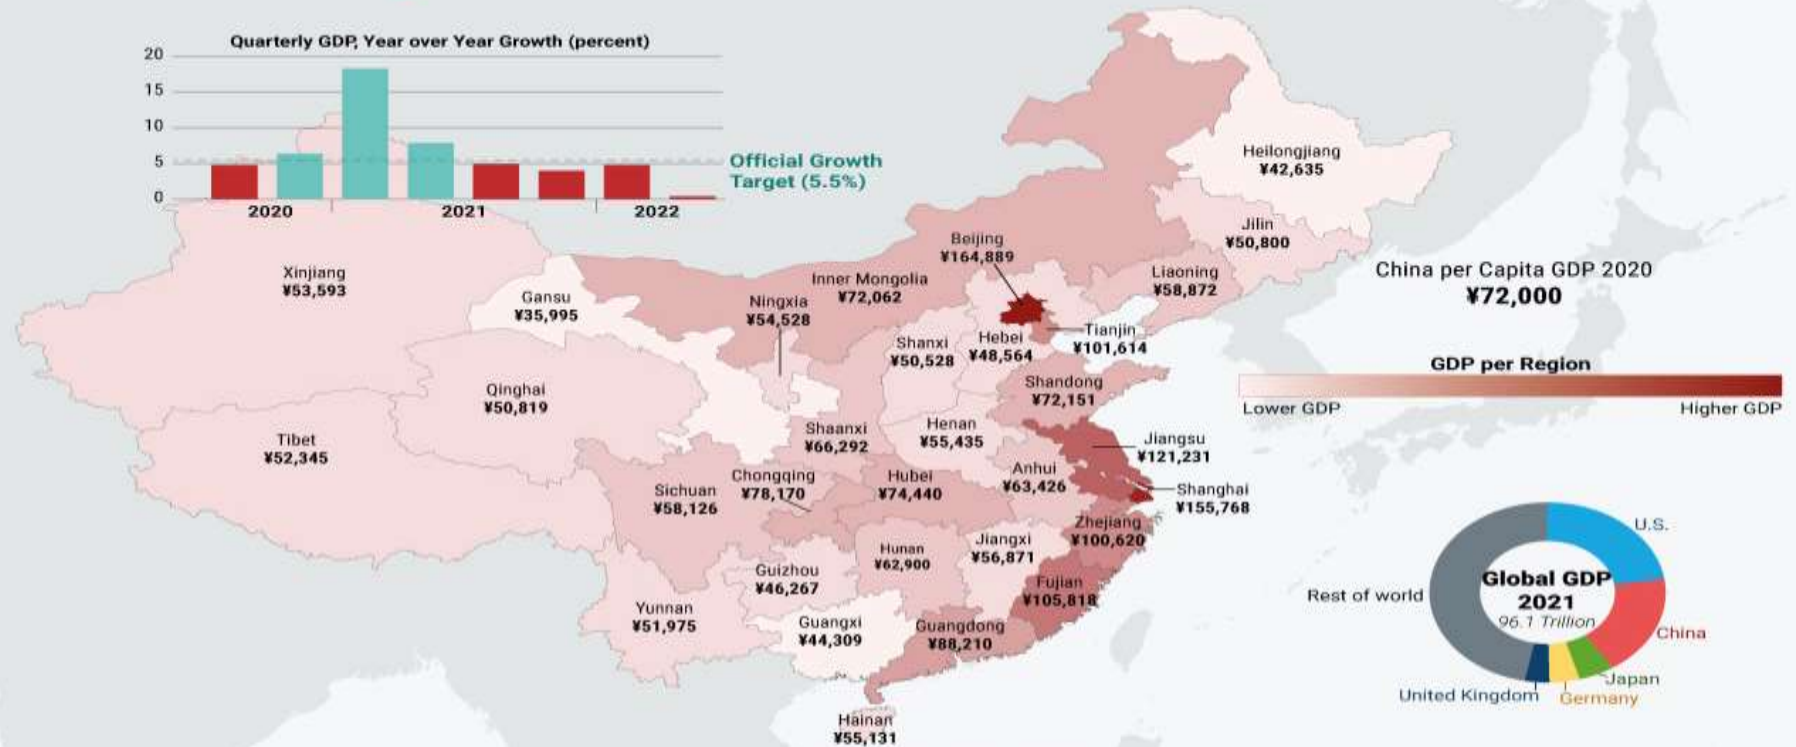 Quarterly GDP, Year over Year Growth (percent)
20
15
10
5
0
2020
2021
2022
Official Growth
Target (5.5%)
Heilongjiang
¥42,635
Jilin
¥50,800
Beijing
¥164,889
Liaoning
¥58,872
Inner Mongolia
¥72,062
Xinjiang
¥53,593
Gansu
¥35,995
Ningxia
¥54,528
Shanxi
¥50,528
Hebei
¥48,564
Tianjin
¥101,614
Shandong
¥72,151
Qinghai
¥50,819
Tibet
¥52,345
Shaanxi
¥66,292
Henan
¥55,435
Jiangsu
¥121,231
Anhui
¥63,426
Shanghai
¥155,768
Sichuan
¥58,126
Chongqing
¥78,170
Hubei
¥74,440
Zhejiang
¥100,620
Hunan
¥62,900
Jiangxi
¥56,871
Guizhou
¥46,267
Fujian
¥105,818
Yunnan
¥51,975
Guangxi
¥44,309
Guangdong
¥88,210
Hainan
¥55,131
China per Capita GDP 2020
¥72,000
GDP per Region
Lower GDP
Higher GDP
U.S.
Global GDP
2021
96.1 Trillion
Rest of world
China
Japan
Germany
United Kingdom